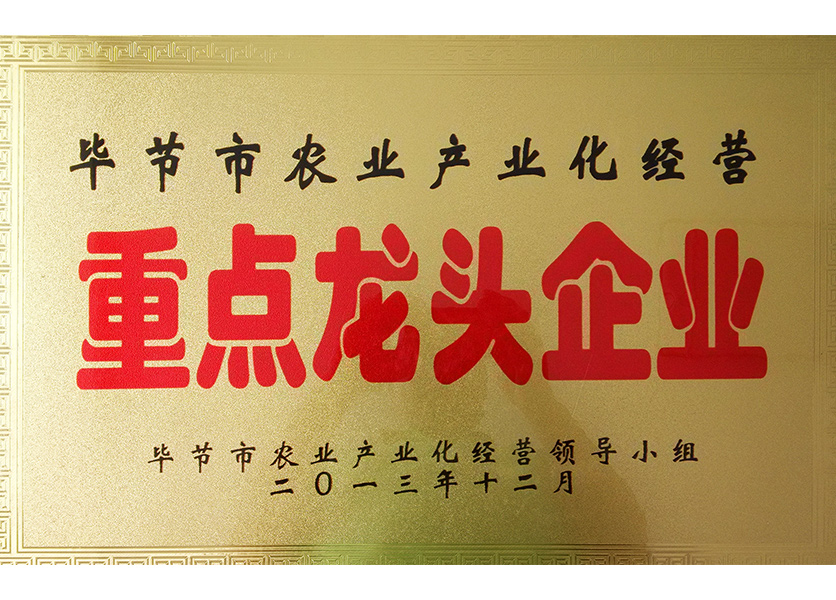 毕节市农业产业化经营
重点龙头企业
毕节市农业产业化经营领导小组
二〇一三年十二月